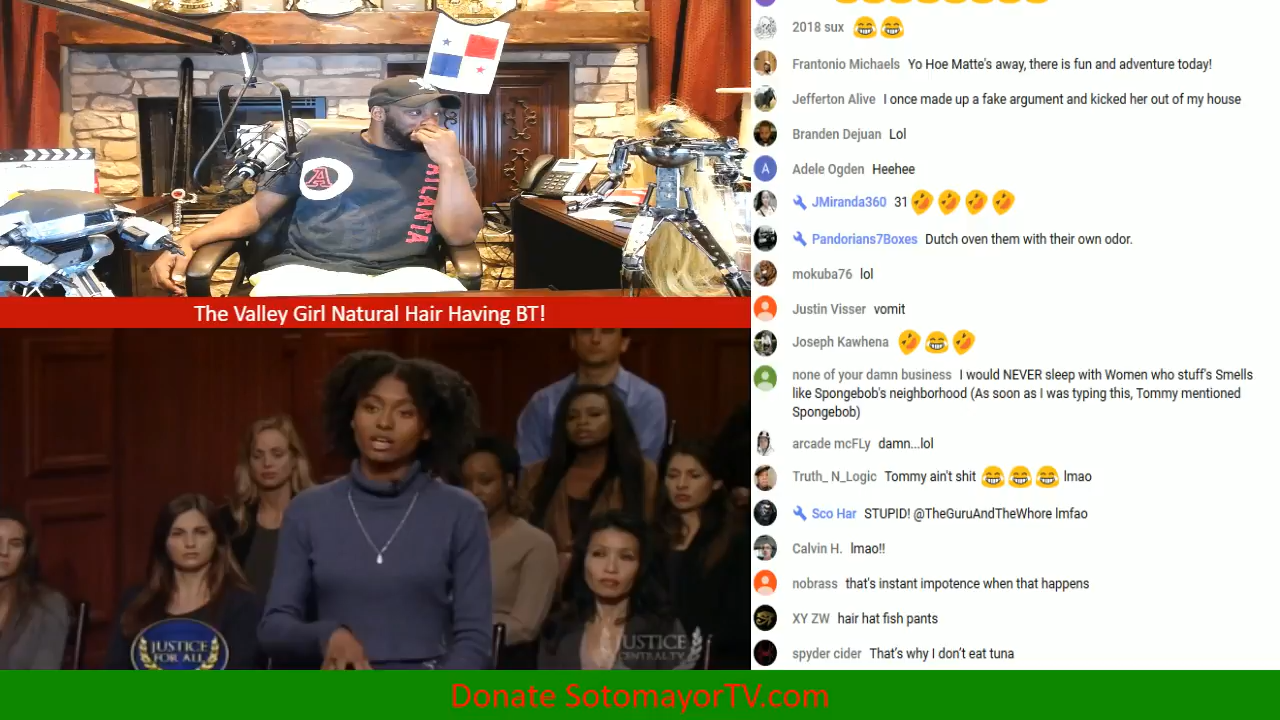 ATLANTA
A
The Valley Girl Natural Hair Having BT!
JUSTICE
FOR ALL
JUSTICE
CENTRAL.TV
2018 sux 😂😂
Frantonio Michaels Yo Hoe Matte's away, there is fun and adventure today!
Jefferton Alive I once made up a fake argument and kicked her out of my house
Branden Dejuan Lol
A Adele Ogden Heehee
JMiranda360 31🤣🤣🤣🤣
Pandorians7Boxes Dutch oven them with their own odor.
mokuba76 lol
Justin Visser vomit
Joseph Kawhena 🤣😂🤣
none of your damn business I would NEVER sleep with Women who stuff's Smells
like Spongebob's neighborhood (As soon as I was typing this, Tommy mentioned
Spongebob)
arcade mcFLy damn...lol
Truth_ N_Logic Tommy ain't shit 😂😂😂 lmao
Sco Har STUPID! @TheGuruAndTheWhore lmfao
Calvin H. lmao!!
nobrass that's instant impotence when that happens
XY ZW hair hat fish pants
spyder cider That's why I don't eat tuna
Donate SotomayorTV.com